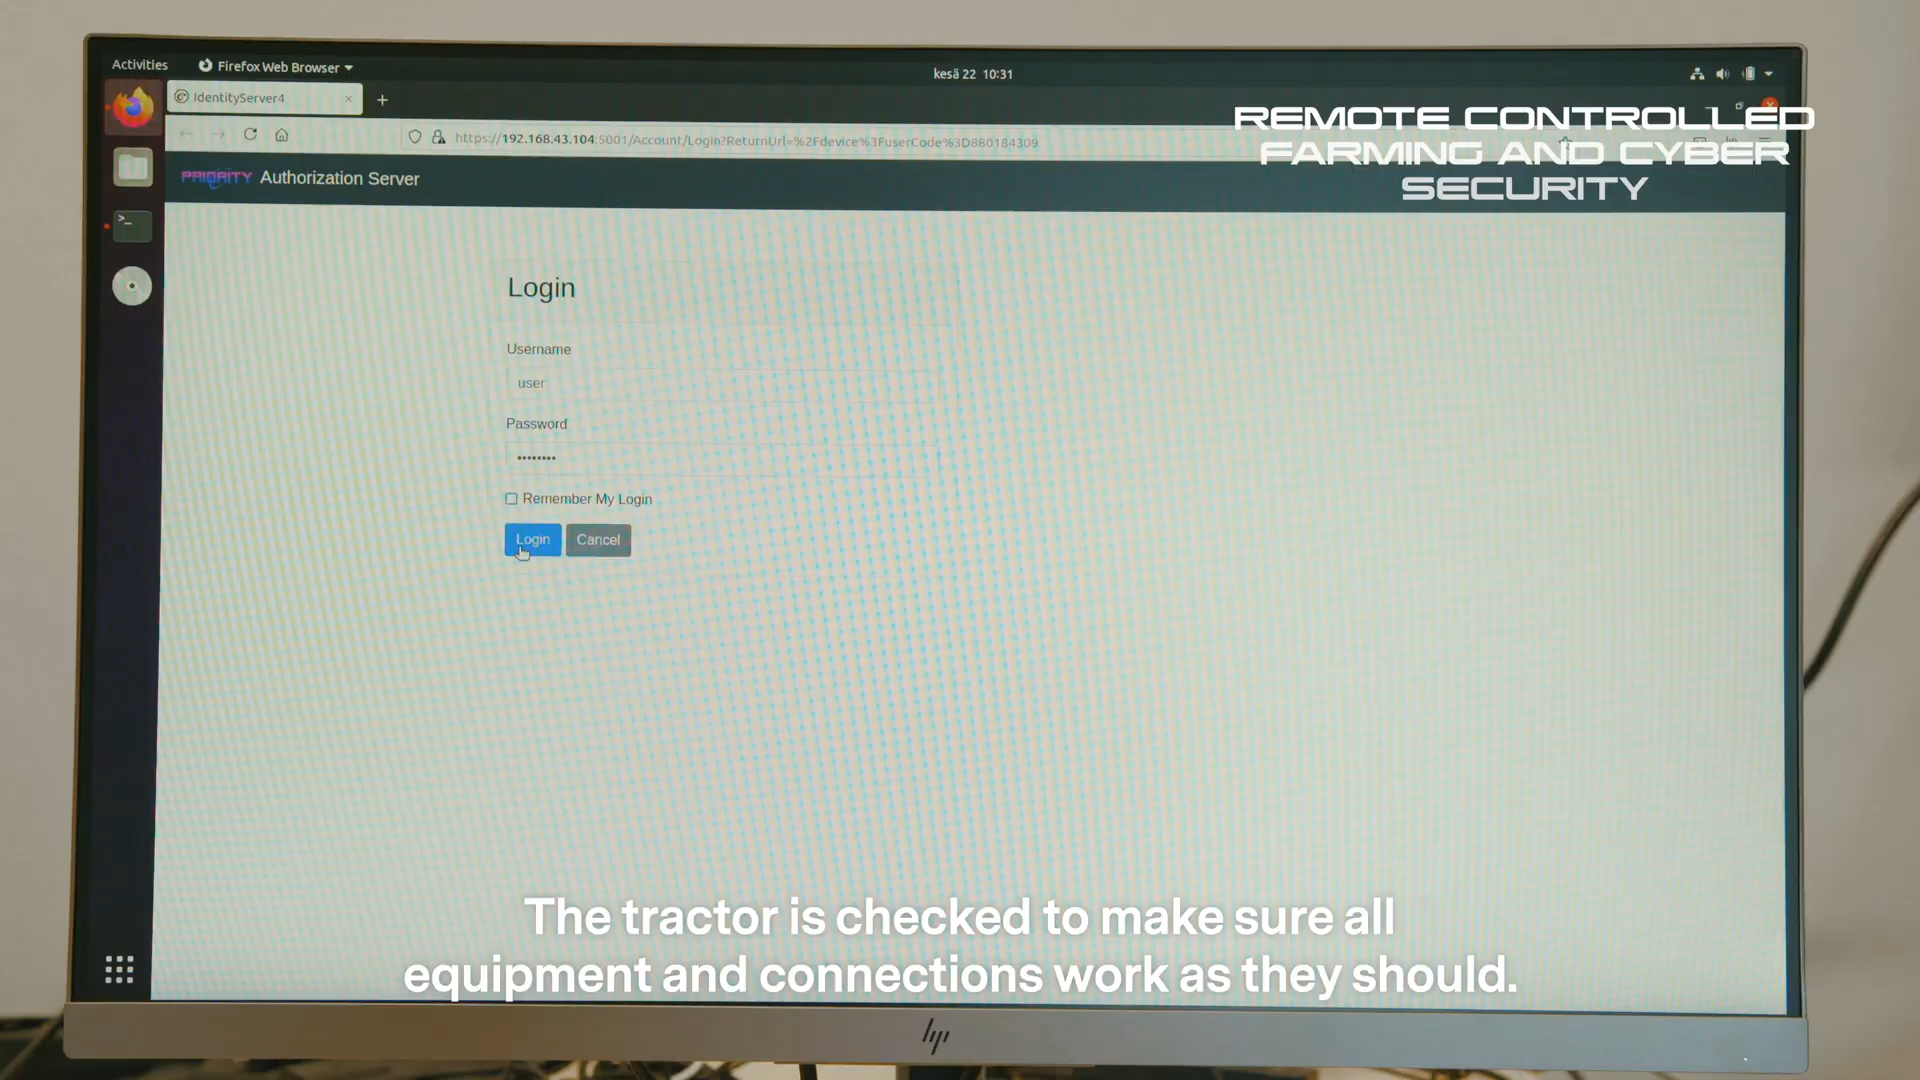 Activities
Firefox Web Browser
kesä 22 10:31
IdentityServer4
https://192.168.43.104:5001/Account/Login?ReturnUrl=%2Fdevice%3FuserCode%3D880184309
REMOTE CONTROLLED
FARMING AND CYBER
SECURITY
PRIORITY Authorization Server
Login
Username
user
Password
••••••••
Remember My Login
Login Cancel
The tractor is checked to make sure all
equipment and connections work as they should.
hp